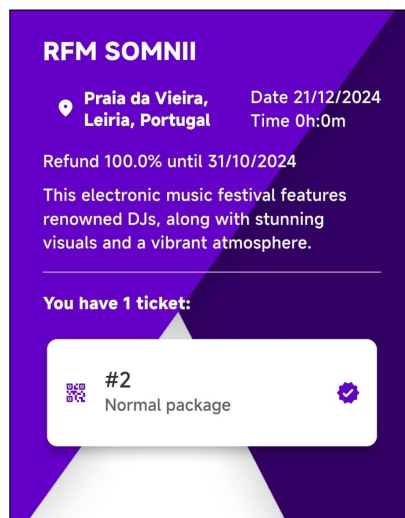 RFM SOMNII
Praia da Vieira,
Leiria, Portugal
Date 21/12/2024
Time 0h:0m
Refund 100.0% until 31/10/2024
This electronic music festival features
renowned DJs, along with stunning
visuals and a vibrant atmosphere.
You have 1 ticket:
#2
Normal package